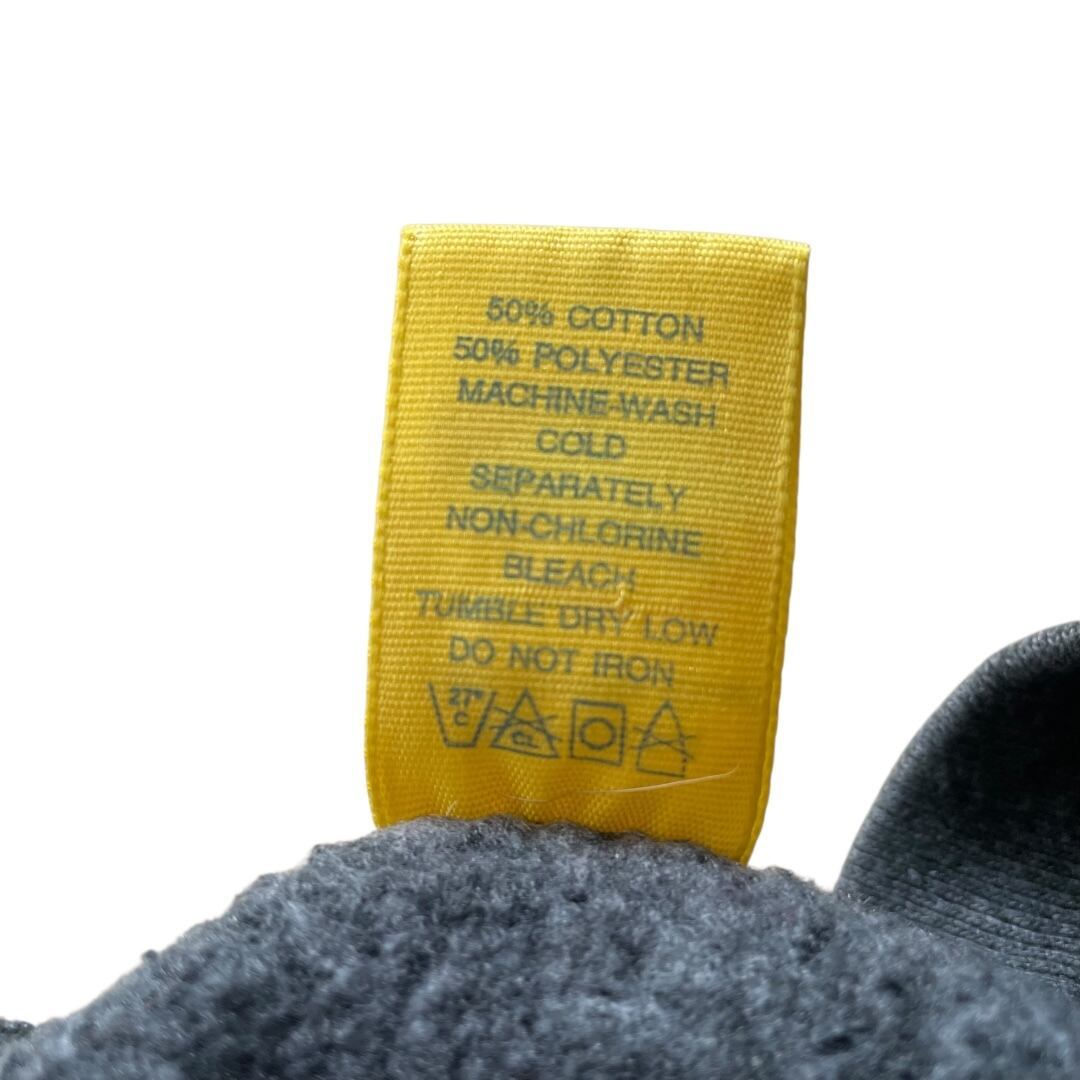 50% COTTON
50% POLYESTER
MACHINE-WASH
COLD
SEPARATELY
NON-CHLORINE
BLEACH
TUMBLE DRY LOW
DO NOT IRON
27°
C
CL